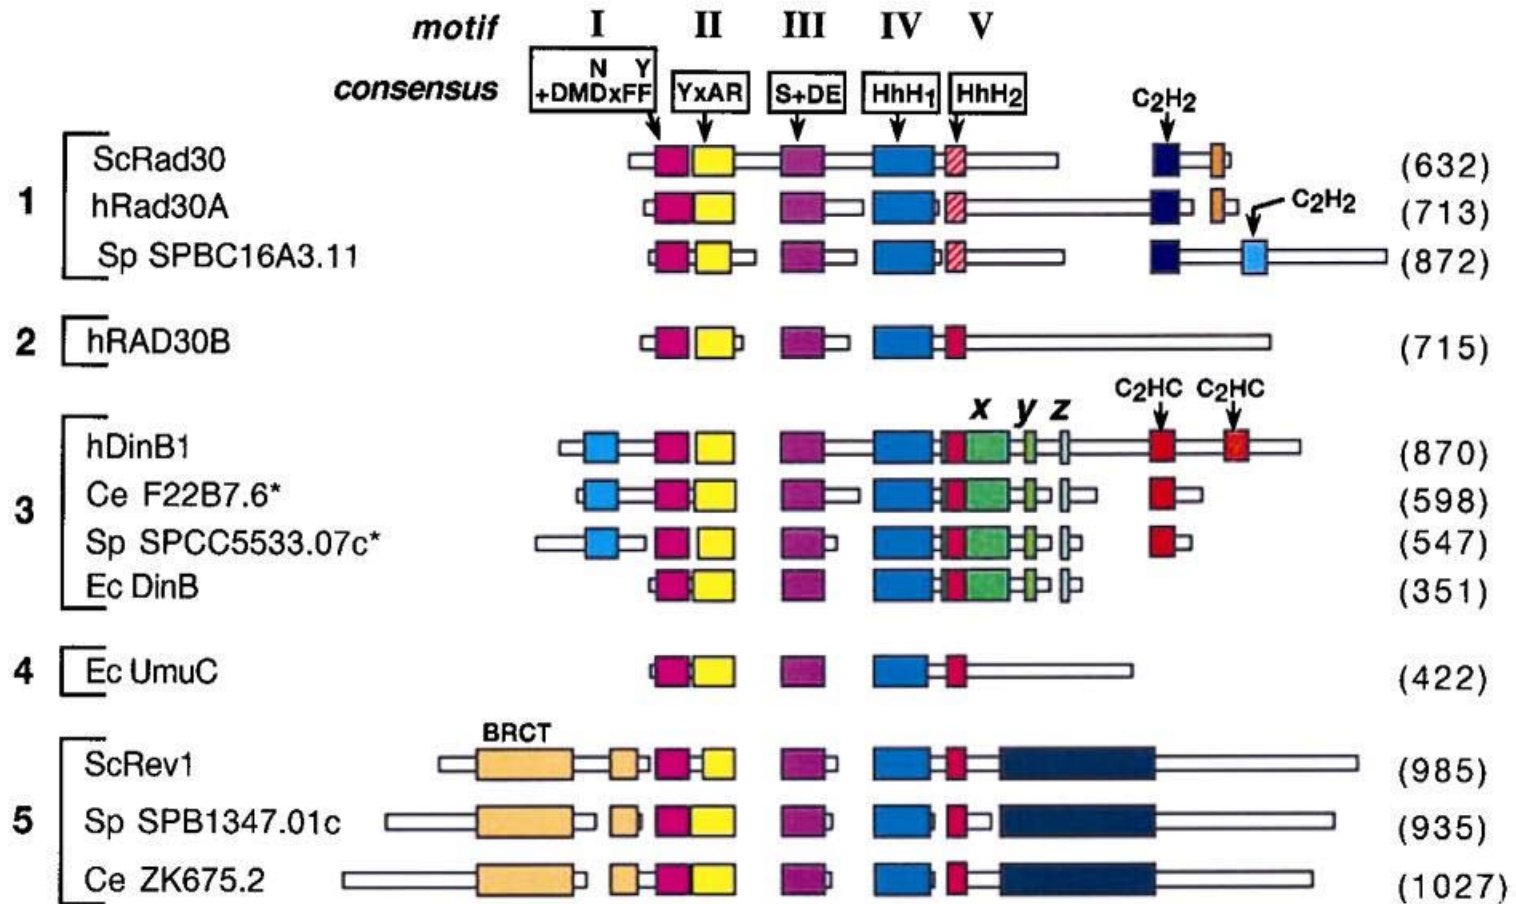 motif I II III IV V
N Y
consensus +DMDxFF YxAR S+DE HhH1 HhH2 C2H2
ScRad30 (632)
1 hRad30A C2H2 (713)
Sp SPBC16A3.11 (872)
2 hRAD30B (715)
C2HC C2HC
x y z
hDinB1 (870)
3 Ce F22B7.6* (598)
Sp SPCC5533.07c* (547)
Ec DinB (351)
4 Ec UmuC (422)
BRCT
ScRev1 (985)
5 Sp SPB1347.01c (935)
Ce ZK675.2 (1027)